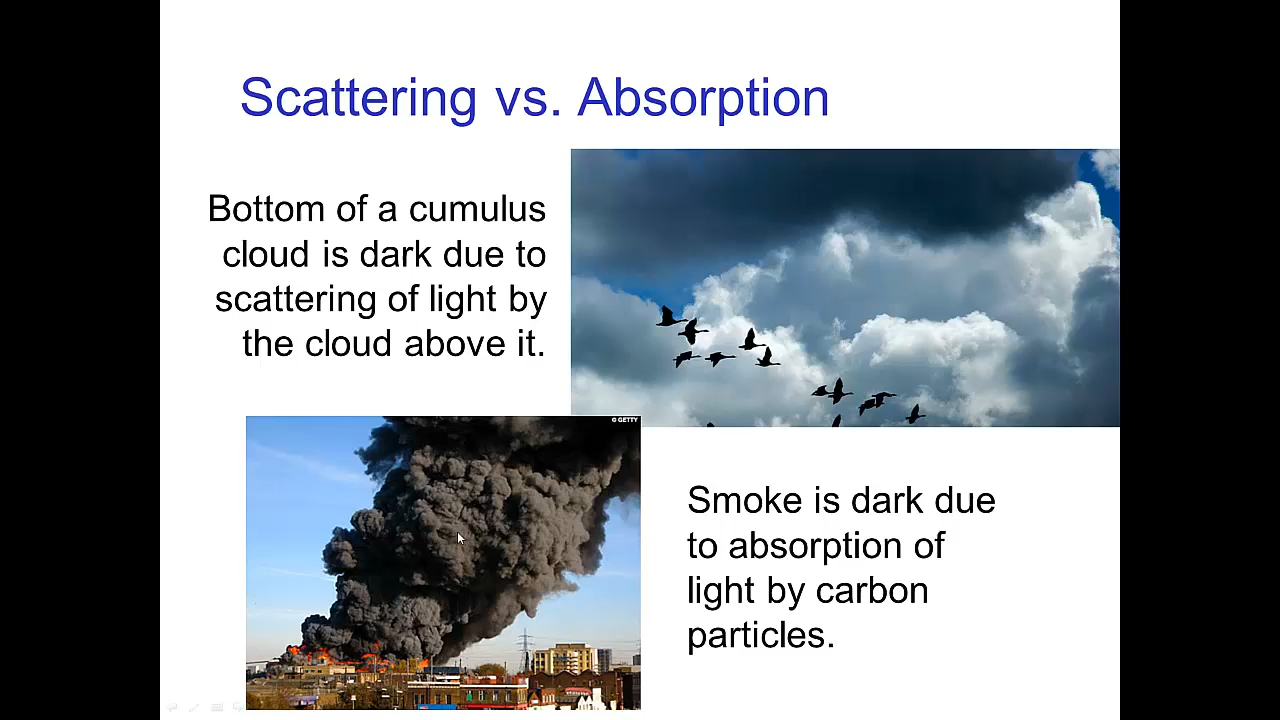 Scattering vs. Absorption
Bottom of a cumulus
cloud is dark due to
scattering of light by
the cloud above it.
© GETTY
Smoke is dark due
to absorption of
light by carbon
particles.